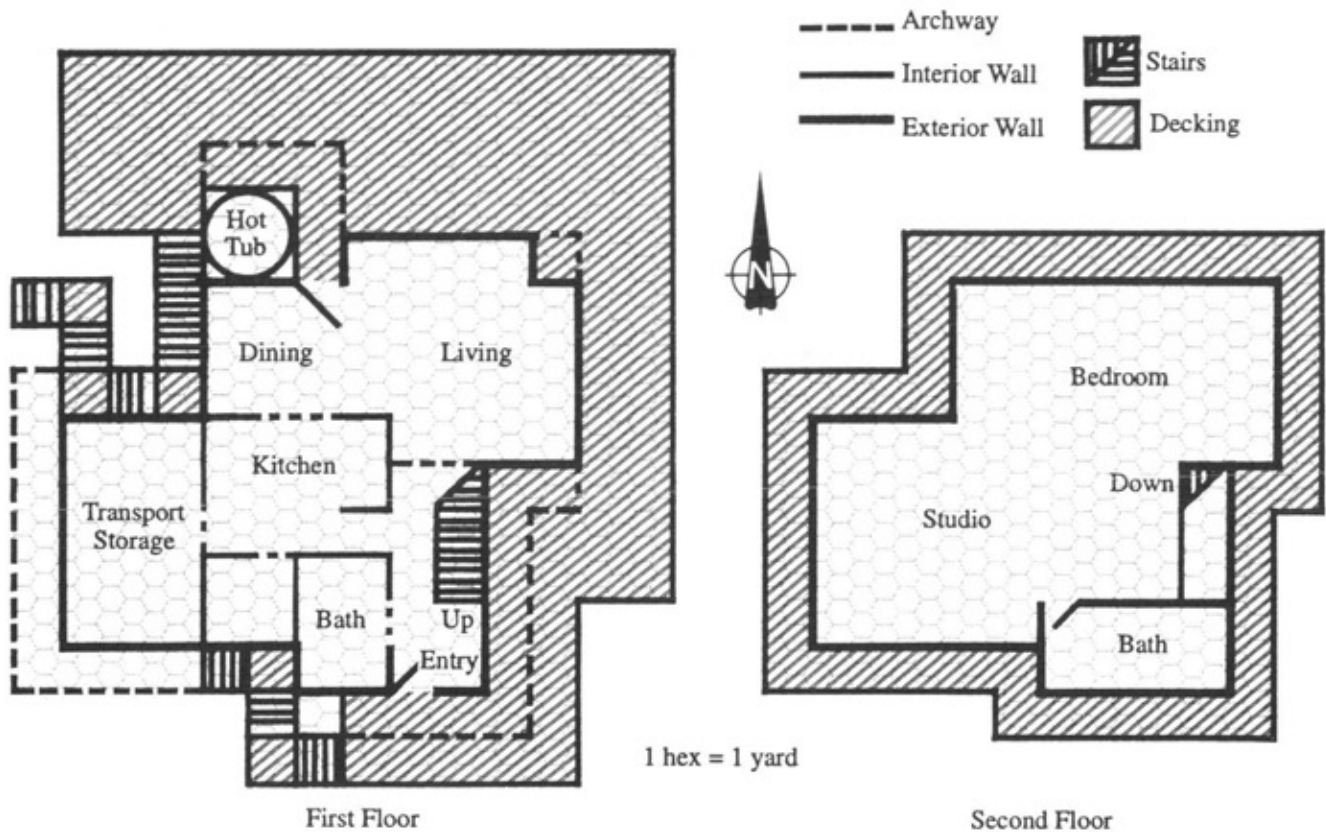 Archway
Interior Wall
Exterior Wall
Stairs
Decking
Hot
Tub
Dining
Living
Kitchen
Transport
Storage
Bath
Up
Entry
N
Bedroom
Down
Studio
Bath
1 hex = 1 yard
First Floor
Second Floor